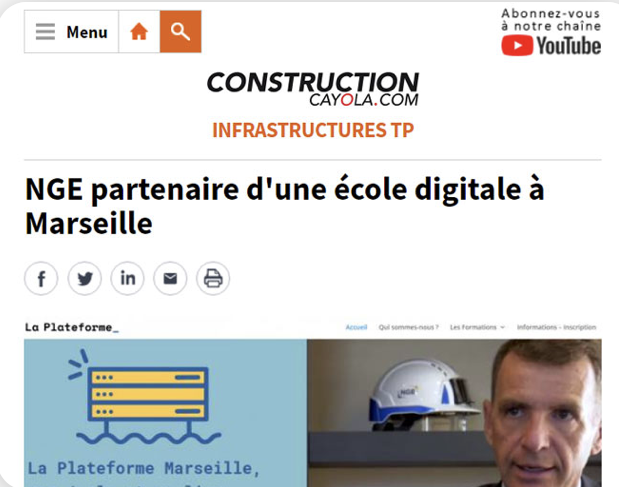 Menu
Abonnez-vous
à notre chaîne
YouTube
CONSTRUCTION
CAYOLA.COM
INFRASTRUCTURES TP
NGE partenaire d'une école digitale à
Marseille
La Plateforme_
Accueil Qui sommes-nous ? Les Formations Informations - Inscription
NGE
La Plateforme Marseille,